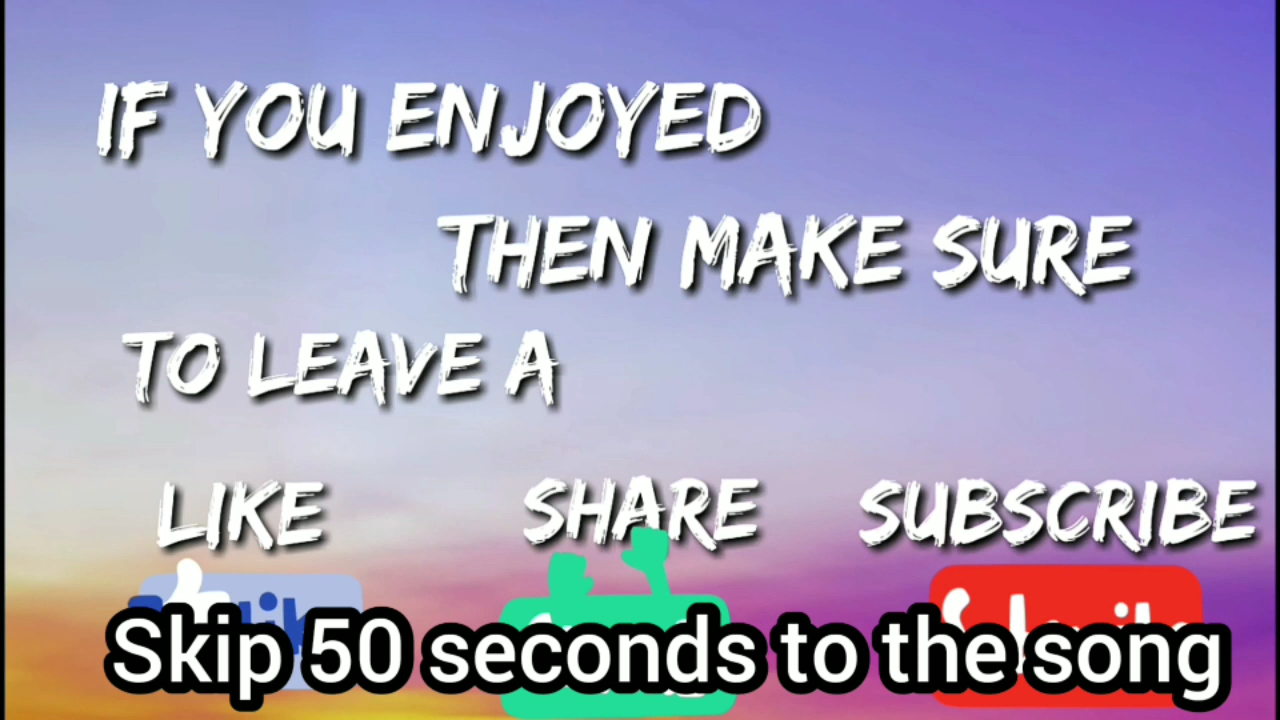 IF YOU ENJOYED
THEN MAKE SURE
TO LEAVE A
LIKE SHARE SUBSCRIBE
Skip 50 seconds to the song